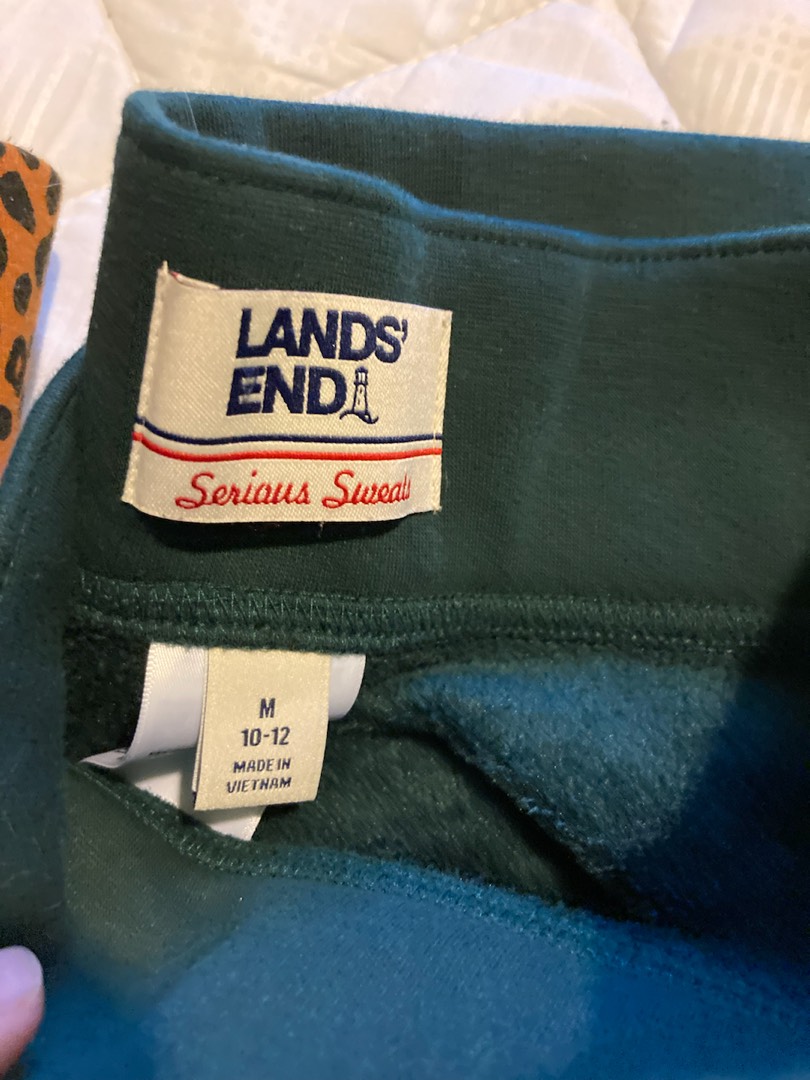 LANDS'
END
Serious Sweats
M
10-12
MADE IN
VIETNAM